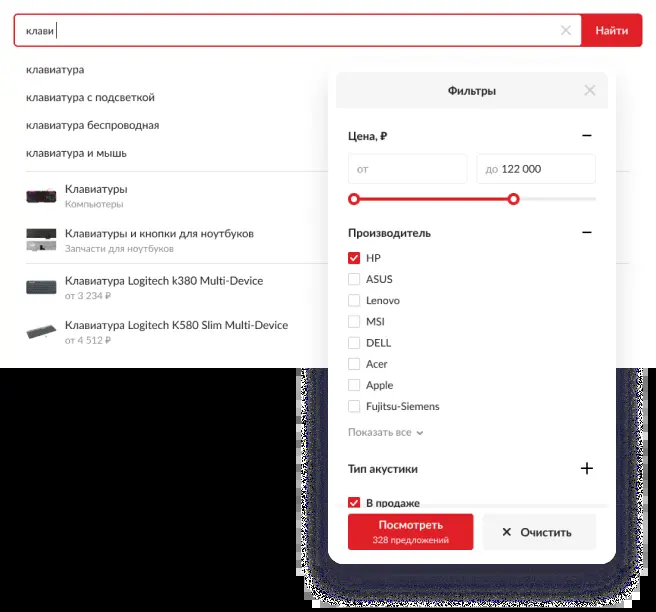 клави
Найти
клавиатура
клавиатура с подсветкой
клавиатура беспроводная
клавиатура и мышь
Клавиатуры
Компьютеры
Клавиатуры и кнопки для ноутбуков
Запчасти для ноутбуков
Клавиатура Logitech k380 Multi-Device
от 3 234 ₽
Клавиатура Logitech K580 Slim Multi-Device
от 4 512 ₽
Фильтры
Цена, ₽
от
до 122 000
Производитель
HP
ASUS
Lenovo
MSI
DELL
Acer
Apple
Fujitsu-Siemens
Показать все
Тип акустики
В продаже
Посмотреть
328 предложений
Очистить